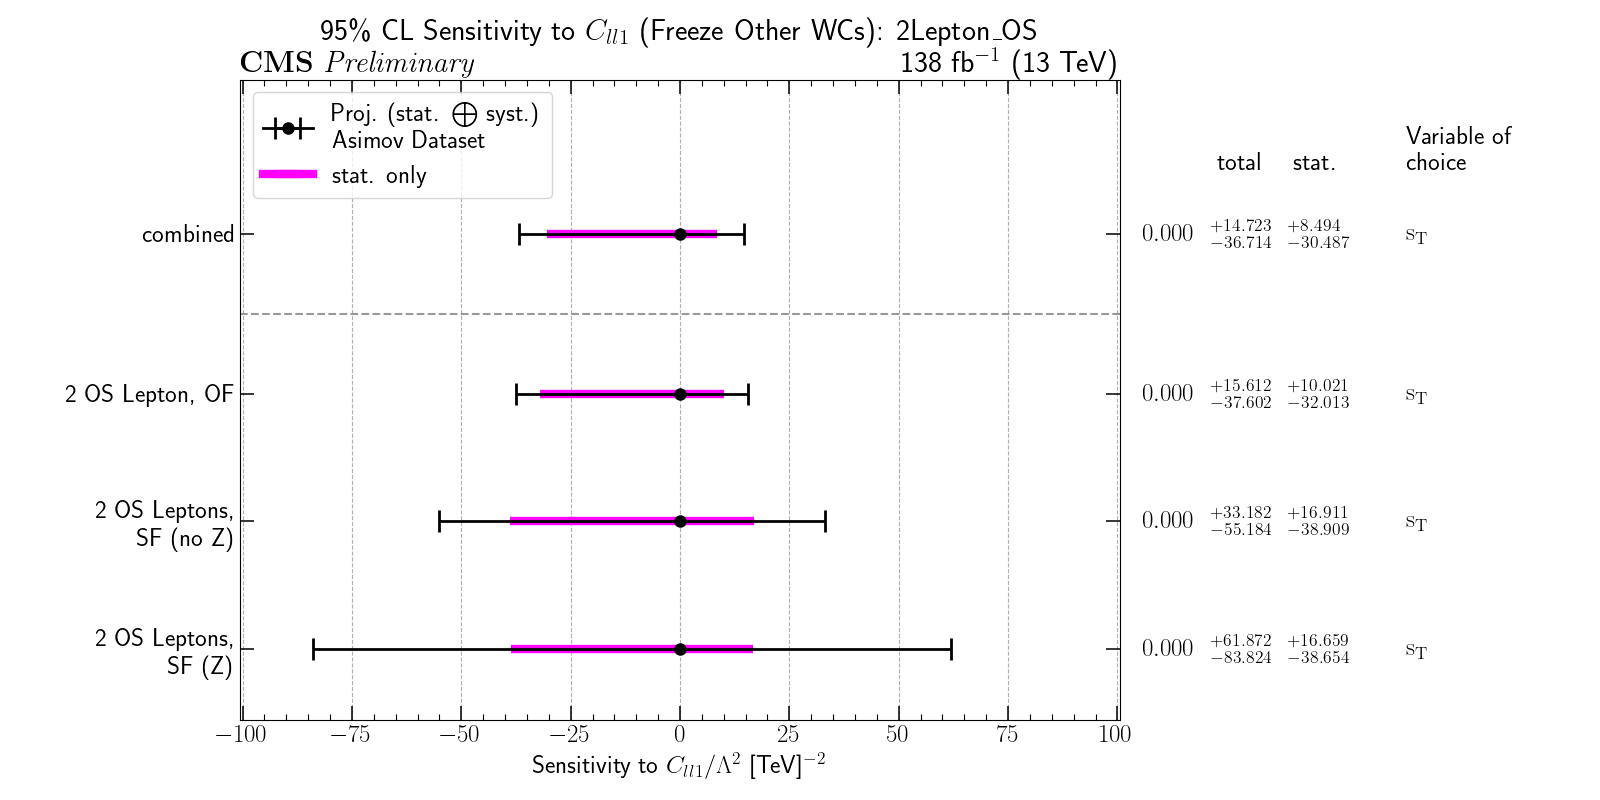 95% CL Sensitivity to C_{ll1} (Freeze Other WCs): 2Lepton_OS
CMS Preliminary 138 fb^{-1} (13 TeV)
Proj. (stat. ⨁ syst.)
Asimov Dataset
stat. only
total stat. Variable of
choice
combined 0.000 +14.723 −36.714 +8.494 −30.487 s_T
2 OS Lepton, OF 0.000 +15.612 −37.602 +10.021 −32.013 s_T
2 OS Leptons,
SF (no Z) 0.000 +33.182 −55.184 +16.911 −38.909 s_T
2 OS Leptons,
SF (Z) 0.000 +61.872 −83.824 +16.659 −38.654 s_T
−100 −75 −50 −25 0 25 50 75 100
Sensitivity to C_{ll1}/Λ^2 [TeV]^{−2}